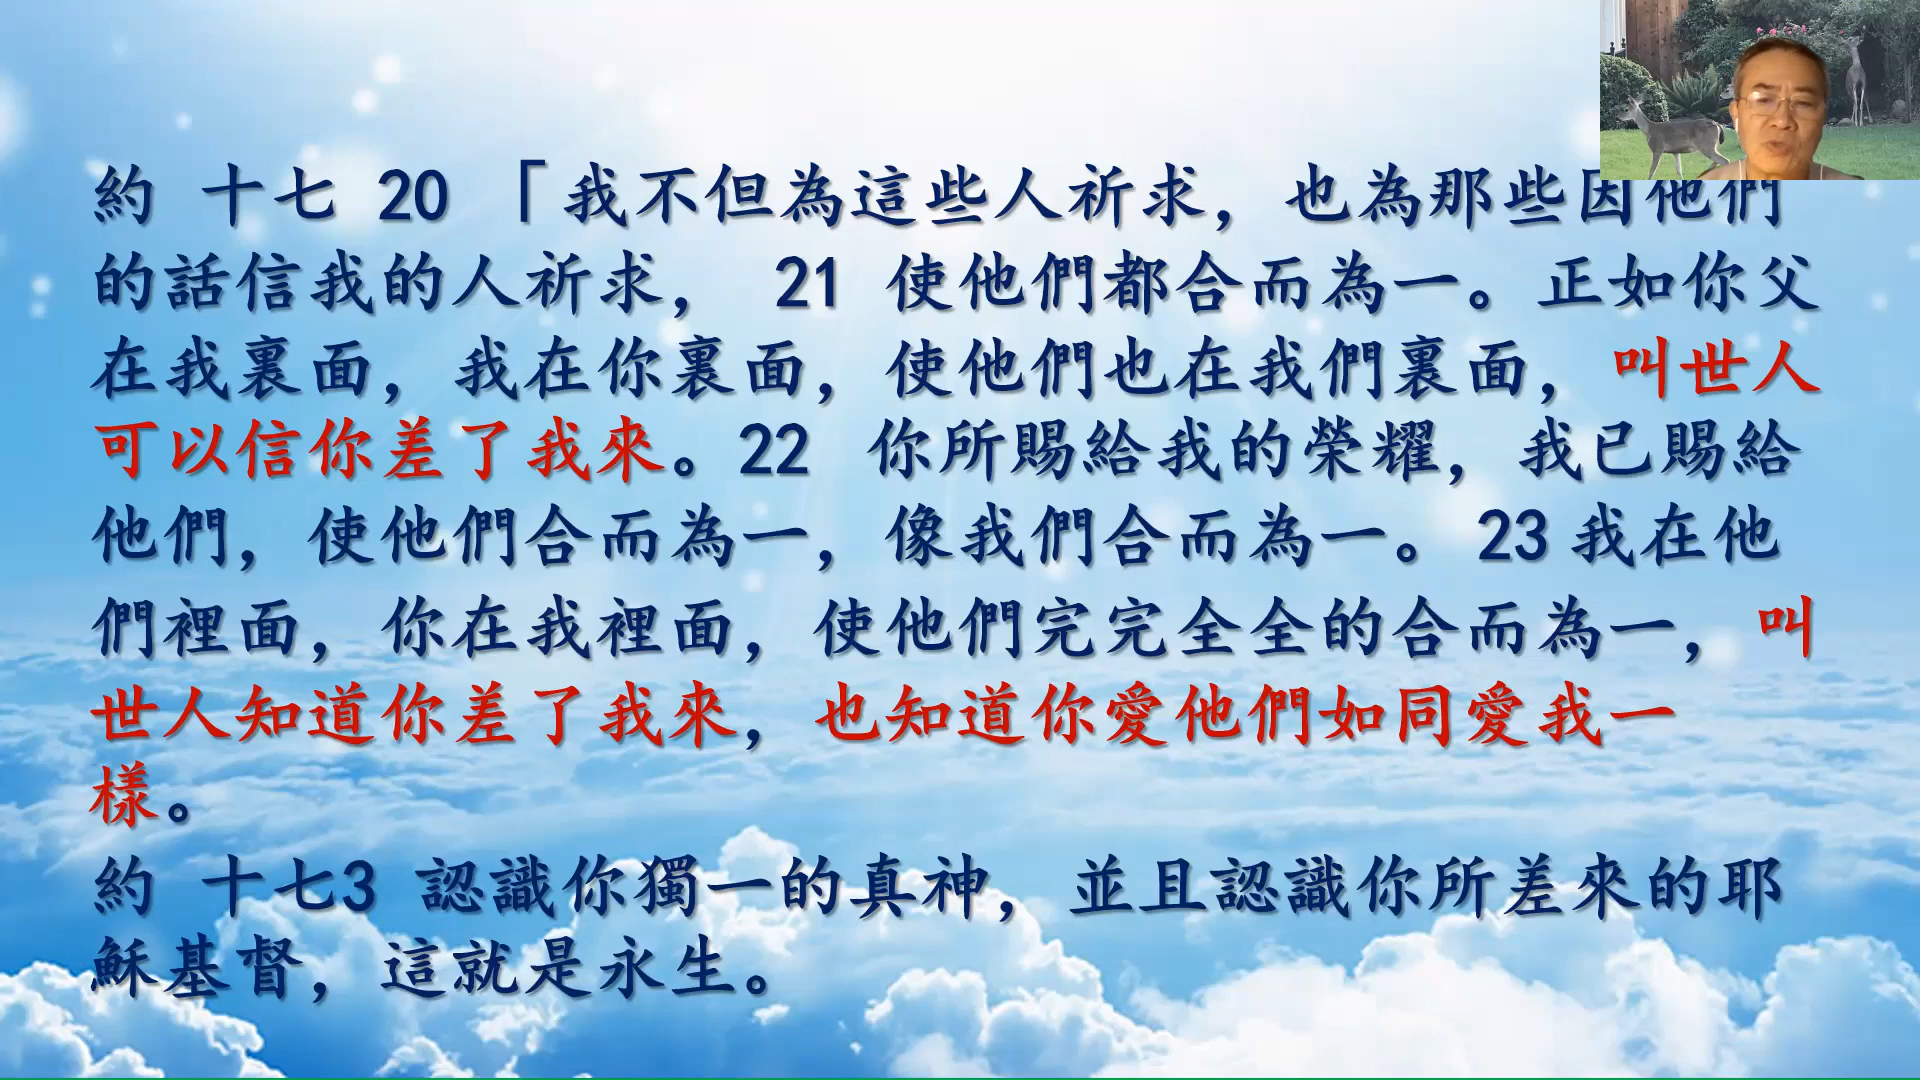 約 十七 20 「我不但為這些人祈求，也為那些因他們
的話信我的人祈求， 21 使他們都合而為一。正如你父
在我裏面，我在你裏面，使他們也在我們裏面，叫世人
可以信你差了我來。22 你所賜給我的榮耀，我已賜給
他們，使他們合而為一，像我們合而為一。 23 我在他
們裡面，你在我裡面，使他們完完全全的合而為一，叫
世人知道你差了我來，也知道你愛他們如同愛我一
樣。
約 十七3 認識你獨一的真神，並且認識你所差來的耶
穌基督，這就是永生。